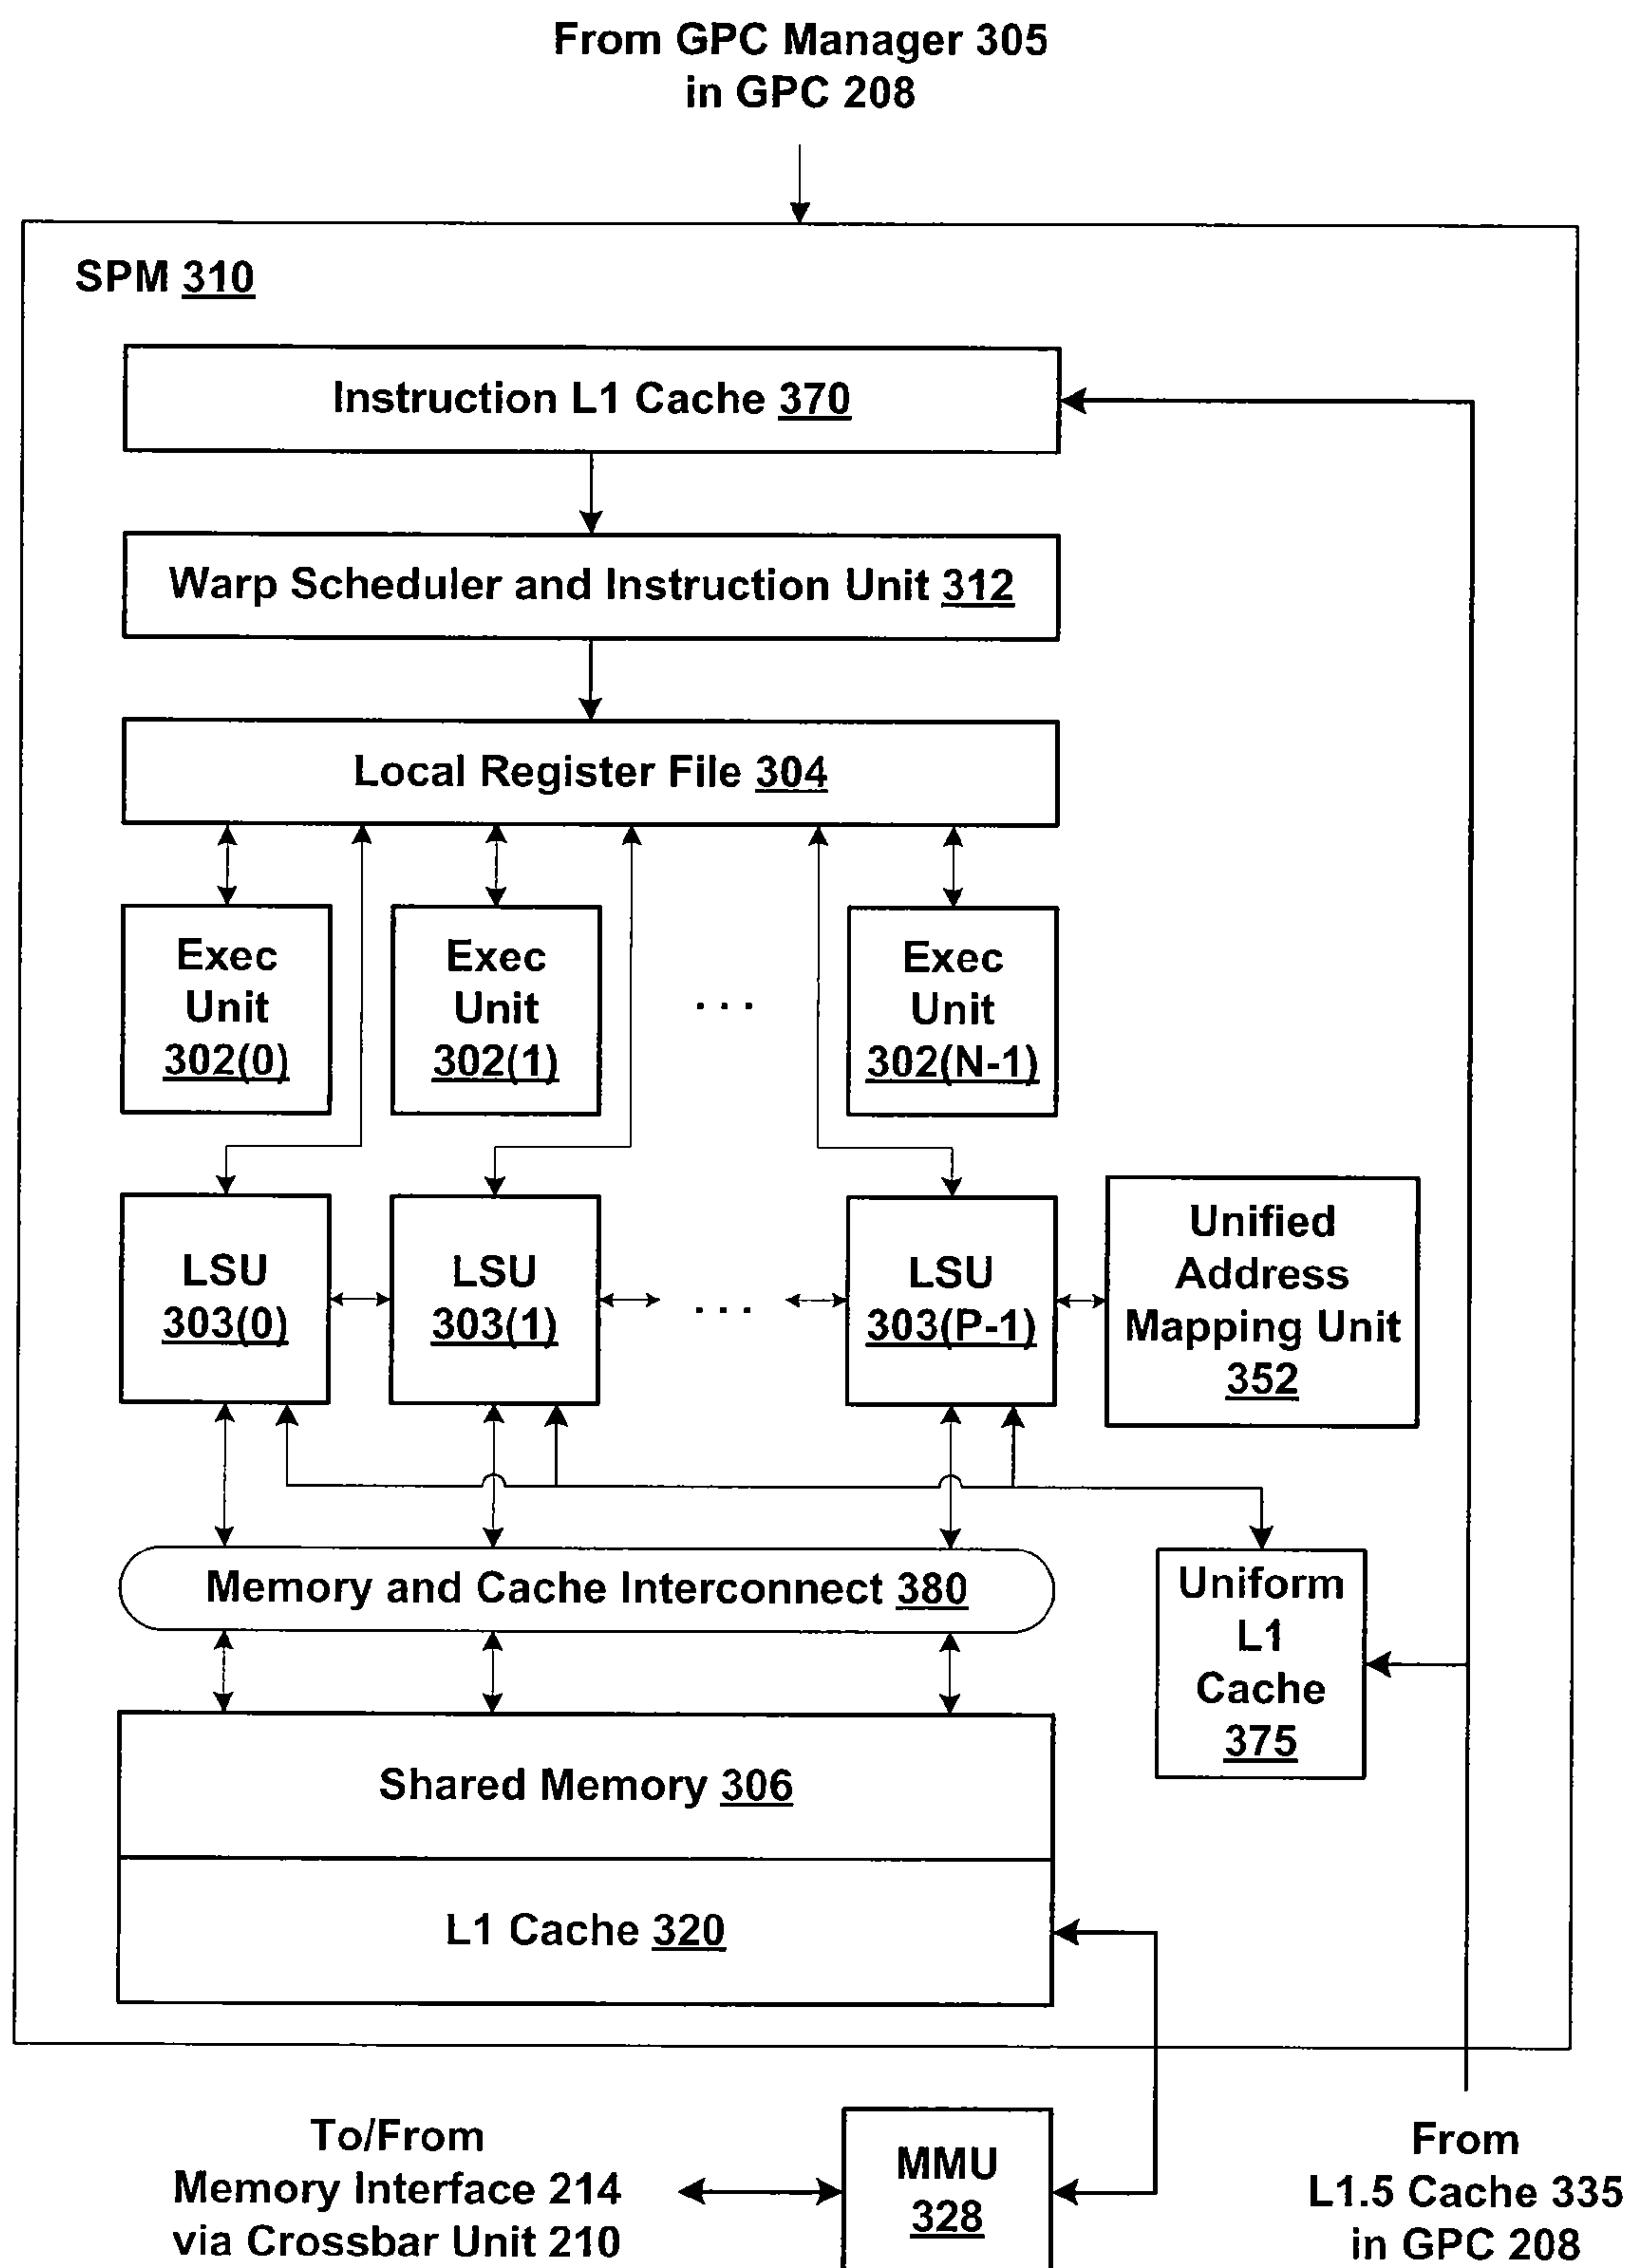 From GPC Manager 305
in GPC 208
SPM 310
Instruction L1 Cache 370
Warp Scheduler and Instruction Unit 312
Local Register File 304
Exec
Unit
302(0)
Exec
Unit
302(1)
. . .
Exec
Unit
302(N-1)
LSU
303(0)
LSU
303(1)
. . .
LSU
303(P-1)
Unified
Address
Mapping Unit
352
Memory and Cache Interconnect 380
Uniform
L1
Cache
375
Shared Memory 306
L1 Cache 320
To/From
Memory Interface 214
via Crossbar Unit 210
MMU
328
From
L1.5 Cache 335
in GPC 208